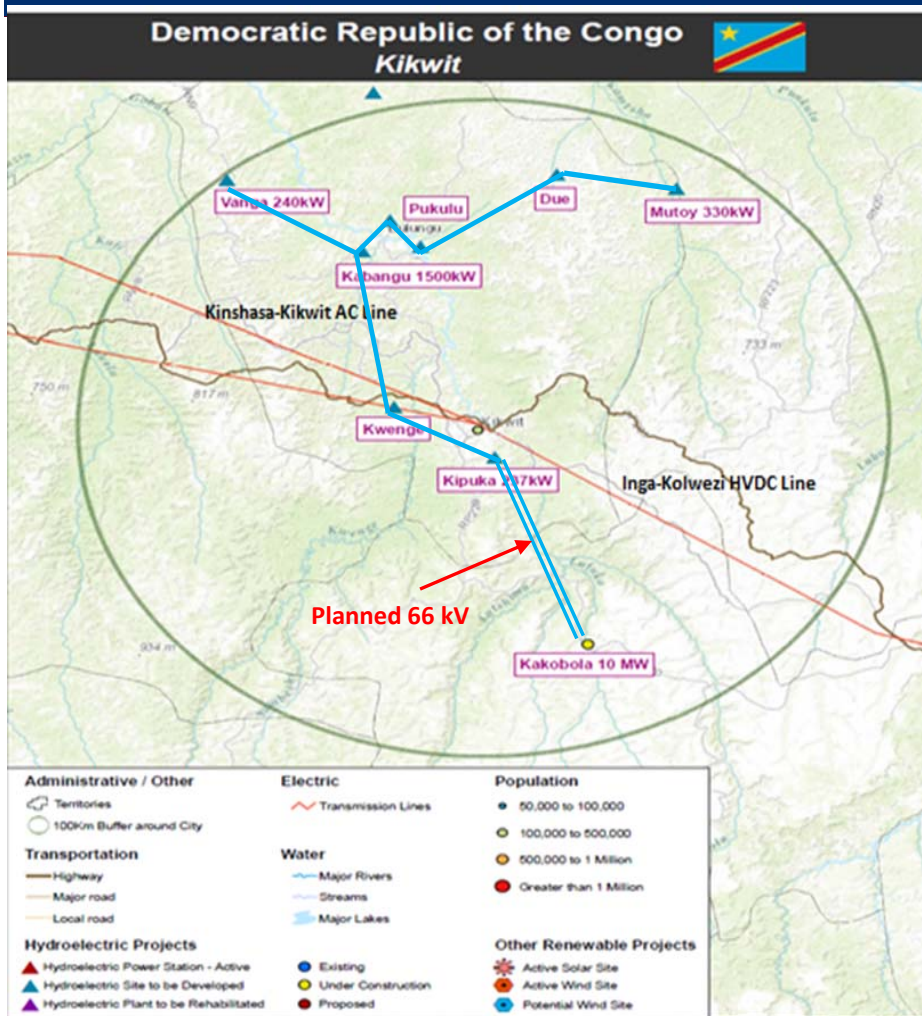 Democratic Republic of the Congo
Kikwit
Vanga 240kW
Pukulu
Due
Mutoy 330kW
Kabangu 1500kW
Kinshasa-Kikwit AC Line
733 m
750 m
817 m
Kwenge
Kikwit
Kipuka 237kW
Inga-Kolwezi HVDC Line
Planned 66 kV
934 m
Kakobola 10 MW
Administrative / Other
Territories
100Km Buffer around City
Transportation
Highway
Major road
Local road
Hydroelectric Projects
Hydroelectric Power Station - Active
Hydroelectric Site to be Developed
Hydroelectric Plant to be Rehabilitated
Electric
Transmission Lines
Water
Major Rivers
Streams
Major Lakes
Existing
Under Construction
Proposed
Population
50,000 to 100,000
100,000 to 500,000
500,000 to 1 Million
Greater than 1 Million
Other Renewable Projects
Active Solar Site
Active Wind Site
Potential Wind Site